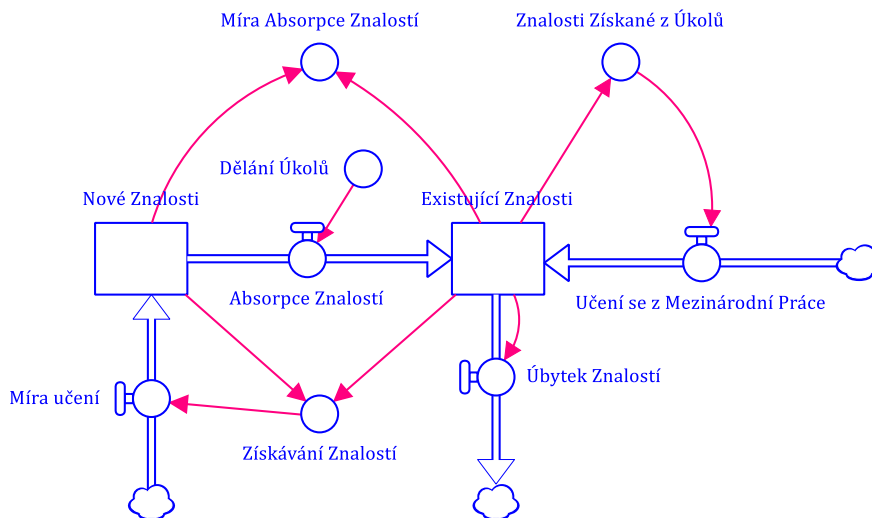 Míra Absorpce Znalostí
Znalosti Získané z Úkolů
Dělání Úkolů
Nové Znalosti
Existující Znalosti
Absorpce Znalostí
Učení se z Mezinárodní Práce
Úbytek Znalostí
Míra učení
Získávání Znalostí